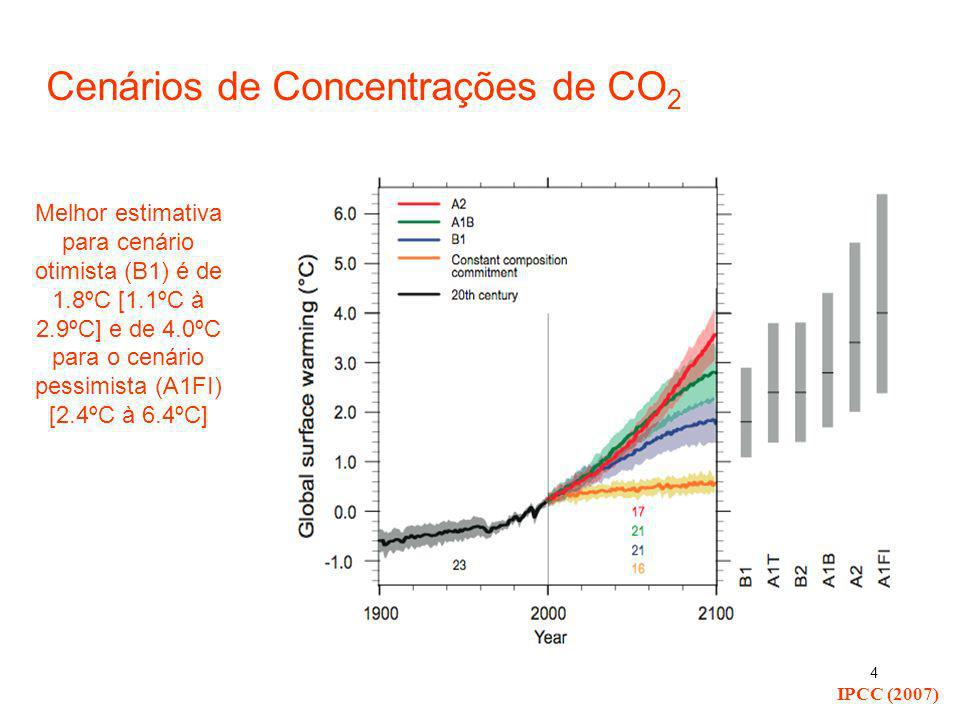 Cenários de Concentrações de CO2
Melhor estimativa
para cenário
otimista (B1) é de
1.8ºC [1.1ºC à
2.9ºC] e de 4.0ºC
para o cenário
pessimista (A1FI)
[2.4ºC à 6.4ºC]
1900 2000 2100
Global surface warming (°C)
6.0
5.0
4.0
3.0
2.0
1.0
0.0
-1.0
A2
A1B
B1
Constant composition
commitment
20th century
17
21
21
16
23
B1
A1T
B2
A1B
A2
A1FI
1900 2000 2100
Year
4
IPCC (2007)